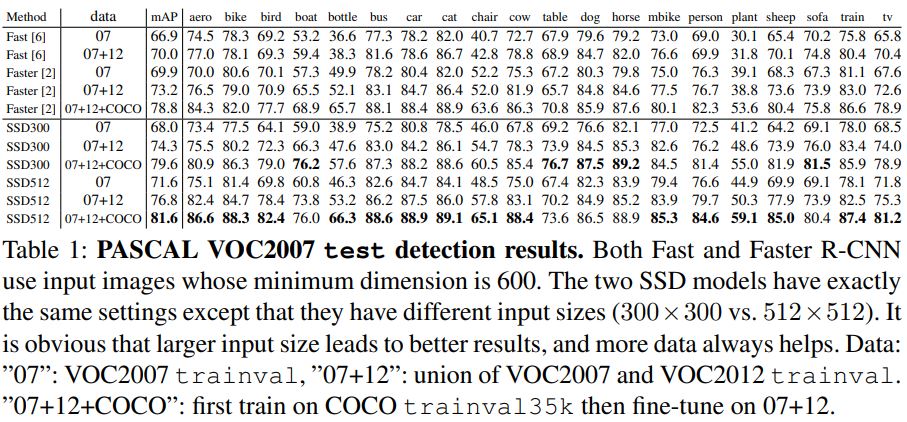 Method data mAP aero bike bird boat bottle bus car cat chair cow table dog horse mbike person plant sheep sofa train tv
Fast [6] 07 66.9 74.5 78.3 69.2 53.2 36.6 77.3 78.2 82.0 40.7 72.7 67.9 79.6 79.2 73.0 69.0 30.1 65.4 70.2 75.8 65.8
Fast [6] 07+12 70.0 77.0 78.1 69.3 59.4 38.3 81.6 78.6 86.7 42.8 78.8 68.9 84.7 82.0 76.6 69.9 31.8 70.1 74.8 80.4 70.4
Faster [2] 07 69.9 70.0 80.6 70.1 57.3 49.9 78.2 80.4 82.0 52.2 75.3 67.2 80.3 79.8 75.0 76.3 39.1 68.3 67.3 81.1 67.6
Faster [2] 07+12 73.2 76.5 79.0 70.9 65.5 52.1 83.1 84.7 86.4 52.0 81.9 65.7 84.8 84.6 77.5 76.7 38.8 73.6 73.9 83.0 72.6
Faster [2] 07+12+COCO 78.8 84.3 82.0 77.7 68.9 65.7 88.1 88.4 88.9 63.6 86.3 70.8 85.9 87.6 80.1 82.3 53.6 80.4 75.8 86.6 78.9
SSD300 07 68.0 73.4 77.5 64.1 59.0 38.9 75.2 80.8 78.5 46.0 67.8 69.2 76.6 82.1 77.0 72.5 41.2 64.2 69.1 78.0 68.5
SSD300 07+12 74.3 75.5 80.2 72.3 66.3 47.6 83.0 84.2 86.1 54.7 78.3 73.9 84.5 85.3 82.6 76.2 48.6 73.9 76.0 83.4 74.0
SSD300 07+12+COCO 79.6 80.9 86.3 79.0 76.2 57.6 87.3 88.2 88.6 60.5 85.4 76.7 87.5 89.2 84.5 81.4 55.0 81.9 81.5 85.9 78.9
SSD512 07 71.6 75.1 81.4 69.8 60.8 46.3 82.6 84.7 84.1 48.5 75.0 67.4 82.3 83.9 79.4 76.6 44.9 69.9 69.1 78.1 71.8
SSD512 07+12 76.8 82.4 84.7 78.4 73.8 53.2 86.2 87.5 86.0 57.8 83.1 70.2 84.9 85.2 83.9 79.7 50.3 77.9 73.9 82.5 75.3
SSD512 07+12+COCO 81.6 86.6 88.3 82.4 76.0 66.3 88.6 88.9 89.1 65.1 88.4 73.6 86.5 88.9 85.3 84.6 59.1 85.0 80.4 87.4 81.2
Table 1: PASCAL VOC2007 test detection results. Both Fast and Faster R-CNN
use input images whose minimum dimension is 600. The two SSD models have exactly
the same settings except that they have different input sizes (300×300 vs. 512×512). It
is obvious that larger input size leads to better results, and more data always helps. Data:
”07”: VOC2007 trainval, ”07+12”: union of VOC2007 and VOC2012 trainval.
”07+12+COCO”: first train on COCO trainval35k then fine-tune on 07+12.